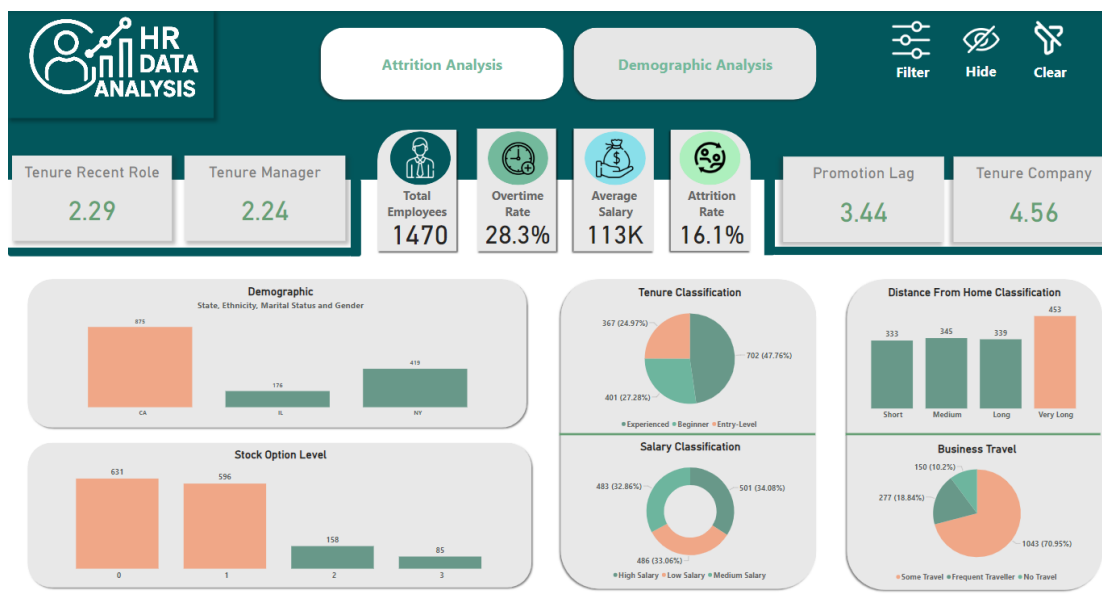 HR
DATA
ANALYSIS
Attrition Analysis
Demographic Analysis
Filter
Hide
Clear
Tenure Recent Role
2.29
Tenure Manager
2.24
Total
Employees
1470
Overtime
Rate
28.3%
Average
Salary
113K
Attrition
Rate
16.1%
Promotion Lag
3.44
Tenure Company
4.56
Demographic
State, Ethnicity, Marital Status and Gender
875
176
419
CA
IL
NY
Stock Option Level
631
596
158
85
0
1
2
3
Tenure Classification
367 (24.97%)
702 (47.76%)
401 (27.28%)
Experienced Beginner Entry-Level
Salary Classification
483 (32.86%)
501 (34.08%)
486 (33.06%)
High Salary Low Salary Medium Salary
Distance From Home Classification
333
345
339
453
Short
Medium
Long
Very Long
Business Travel
150 (10.2%)
277 (18.84%)
1043 (70.95%)
Some Travel Frequent Traveller No Travel